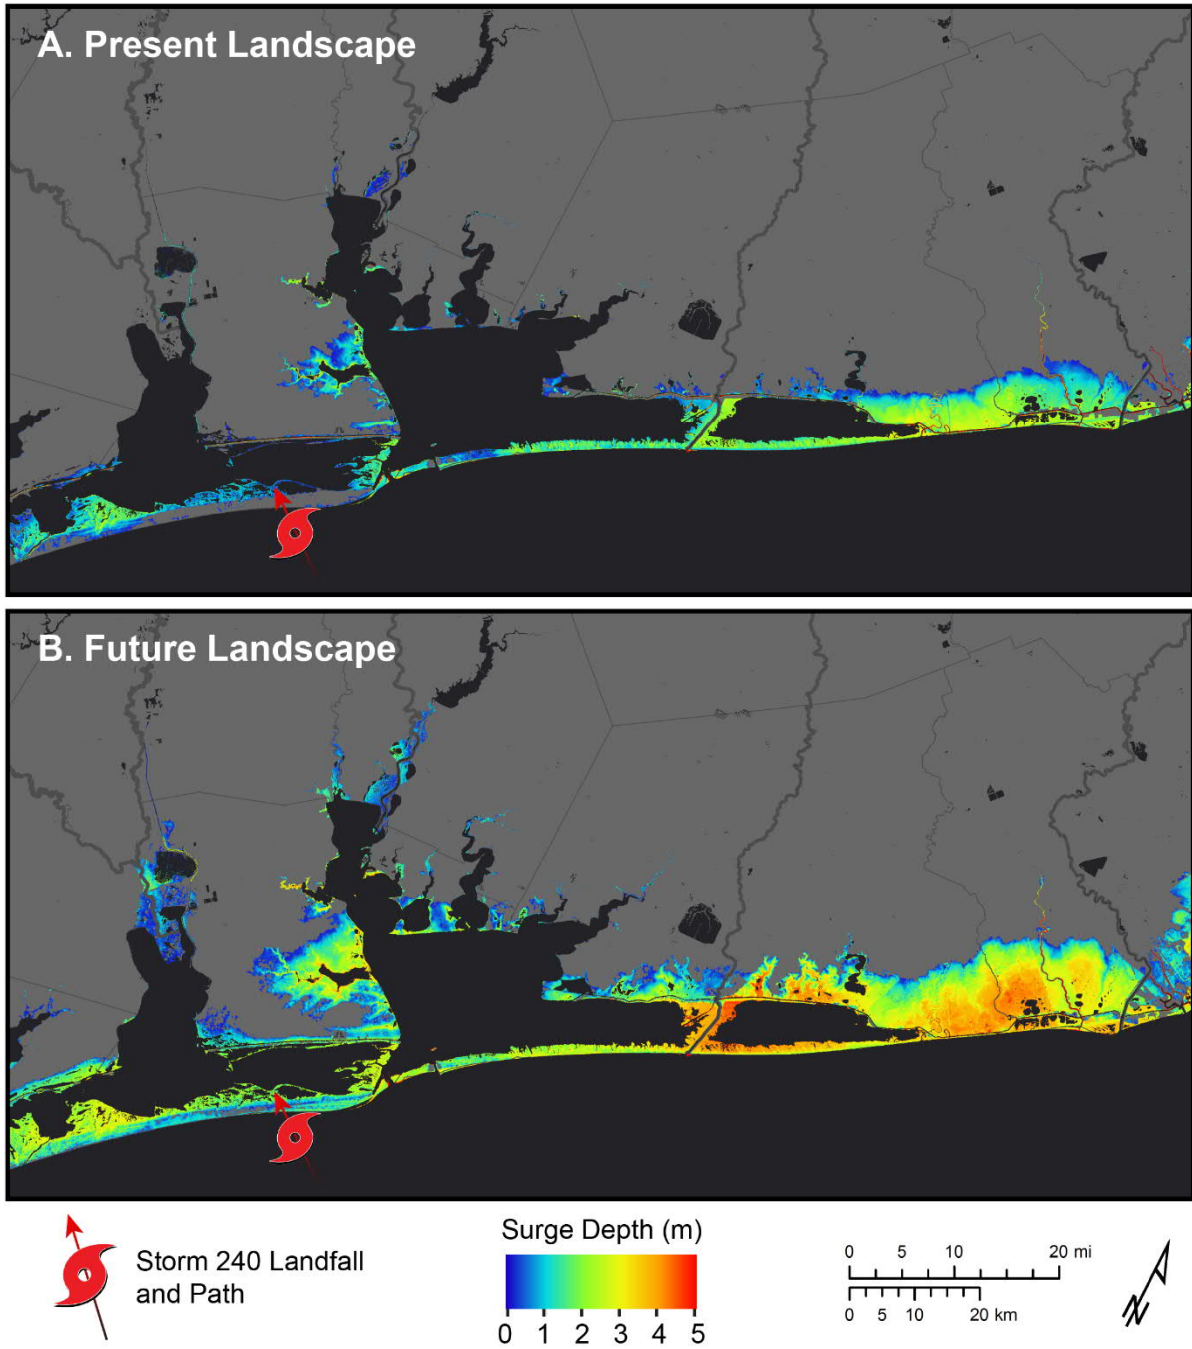 A. Present Landscape
B. Future Landscape
Storm 240 Landfall
and Path
Surge Depth (m)
0 1 2 3 4 5
0 5 10 20 mi
0 5 10 20 km
N